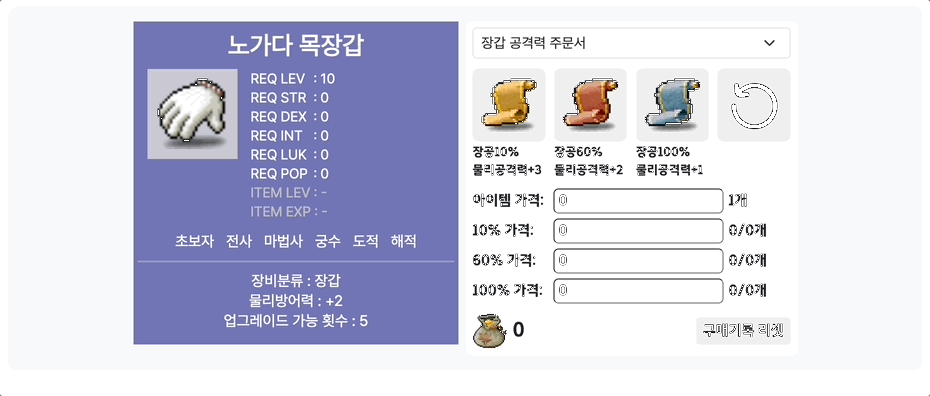 노가다 목장갑
REQ LEV : 10
REQ STR : 0
REQ DEX : 0
REQ INT : 0
REQ LUK : 0
REQ POP : 0
ITEM LEV : -
ITEM EXP : -
초보자 전사 마법사 궁수 도적 해적
장비분류 : 장갑
물리방어력 : +2
업그레이드 가능 횟수 : 5
장갑 공격력 주문서
장공10% 장공60% 장공100%
물리공격력+3 물리공격력+2 물리공격력+1
아이템 가격: 0 1개
10% 가격: 0 0/0개
60% 가격: 0 0/0개
100% 가격: 0 0/0개
0 구매기록 리셋